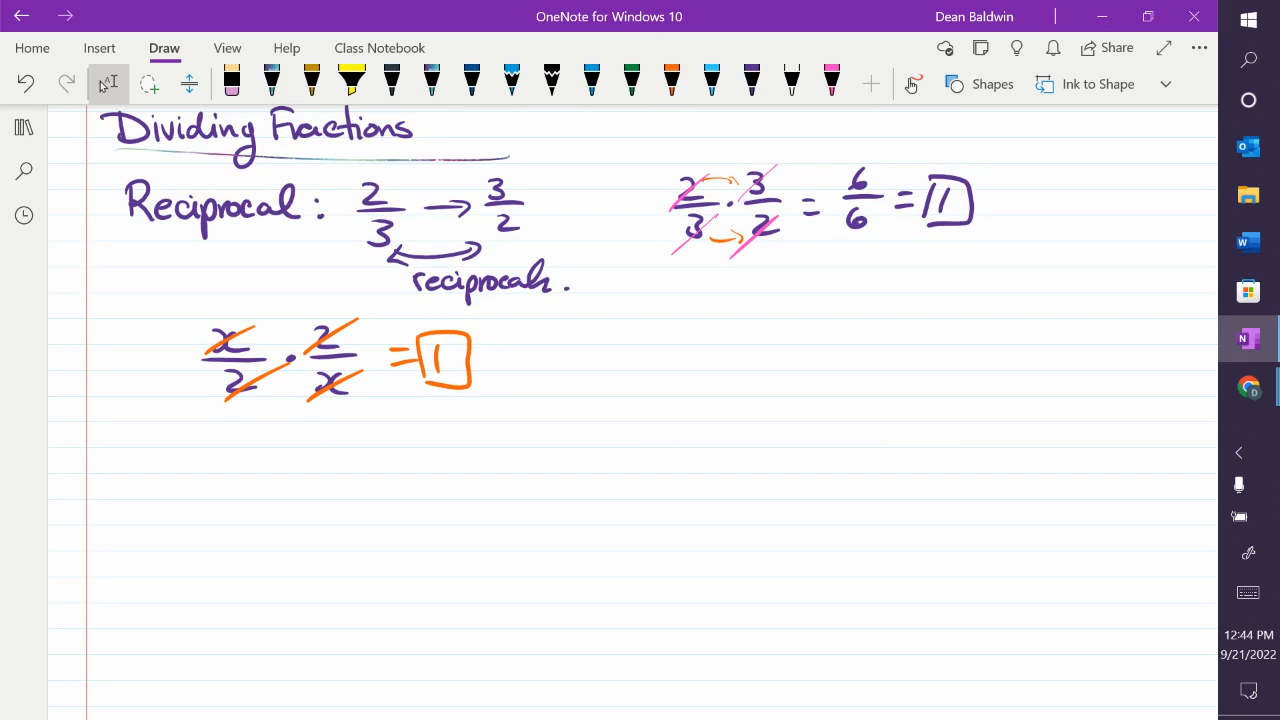 OneNote for Windows 10
Dean Baldwin
Home Insert Draw View Help Class Notebook
Share
Shapes
Ink to Shape
Dividing Fractions
Reciprocal : 2/3 → 3/2
2/3 · 3/2 = 6/6 = 1
reciprocals.
x/2 · 2/x = 1
12:44 PM
9/21/2022